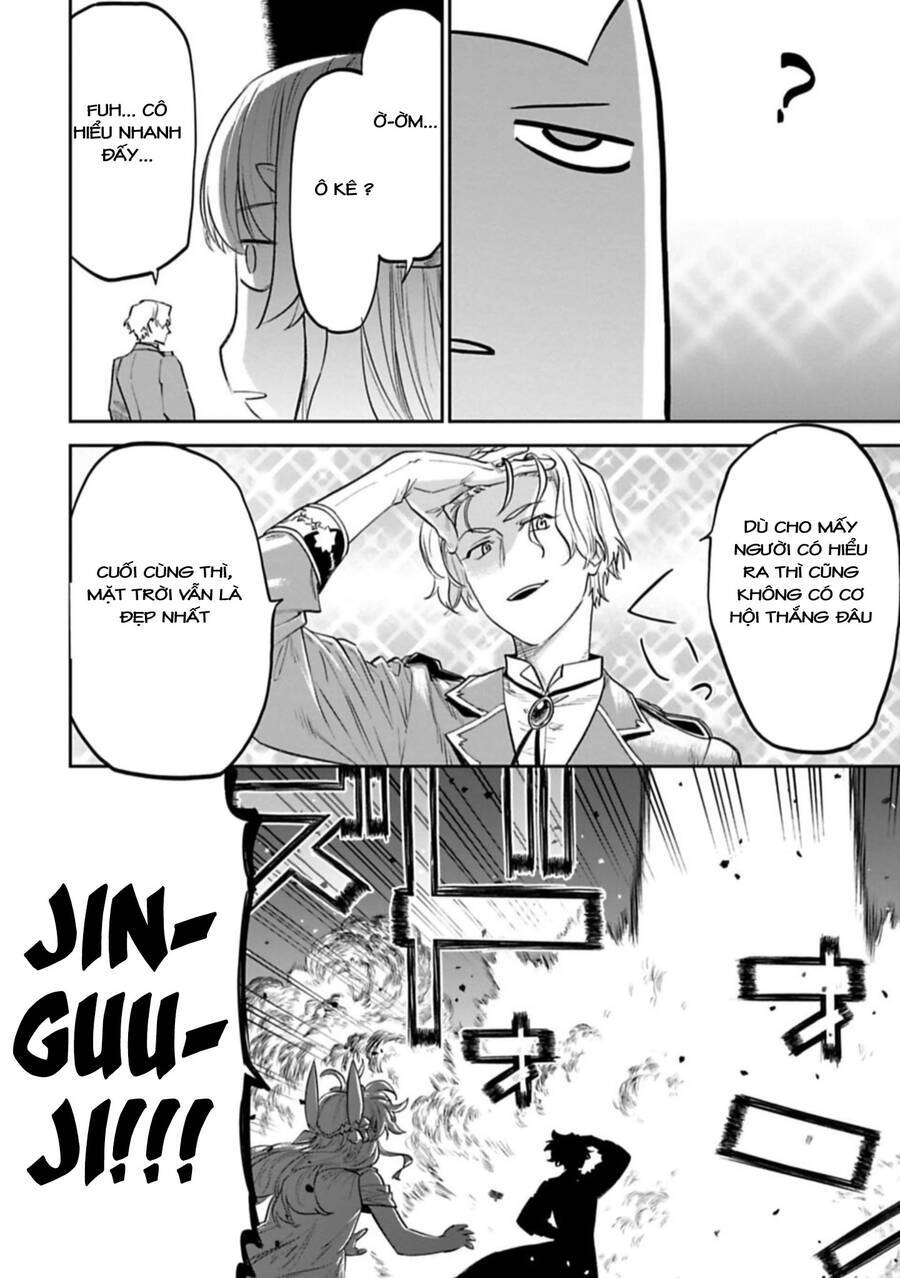 ?
Ờ-ỜM...
Ô KÊ ?
FUH... CÔ
HIỂU NHANH
ĐẤY...
DÙ CHO MẤY
NGƯỜI CÓ HIỂU
RA THÌ CŨNG
KHÔNG CÓ CƠ
HỘI THẮNG ĐÂU
CUỐI CÙNG THÌ,
MẶT TRỜI VẪN LÀ
ĐẸP NHẤT
JIN-
GUU-
JI!!!